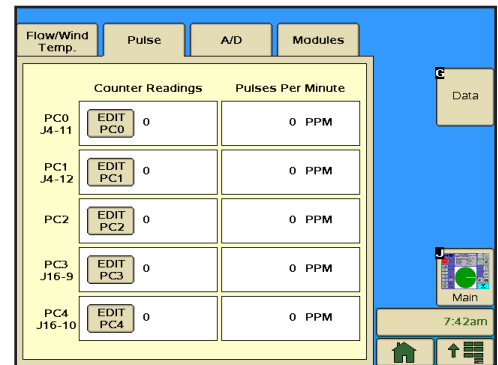 Flow/Wind
Temp.
Pulse
A/D
Modules
Counter Readings
Pulses Per Minute
PC0
J4-11
EDIT
PC0
0
0 PPM
PC1
J4-12
EDIT
PC1
0
0 PPM
PC2
EDIT
PC2
0
0 PPM
PC3
J16-9
EDIT
PC3
0
0 PPM
PC4
J16-10
EDIT
PC4
0
0 PPM
G
Data
J
Main
7:42am